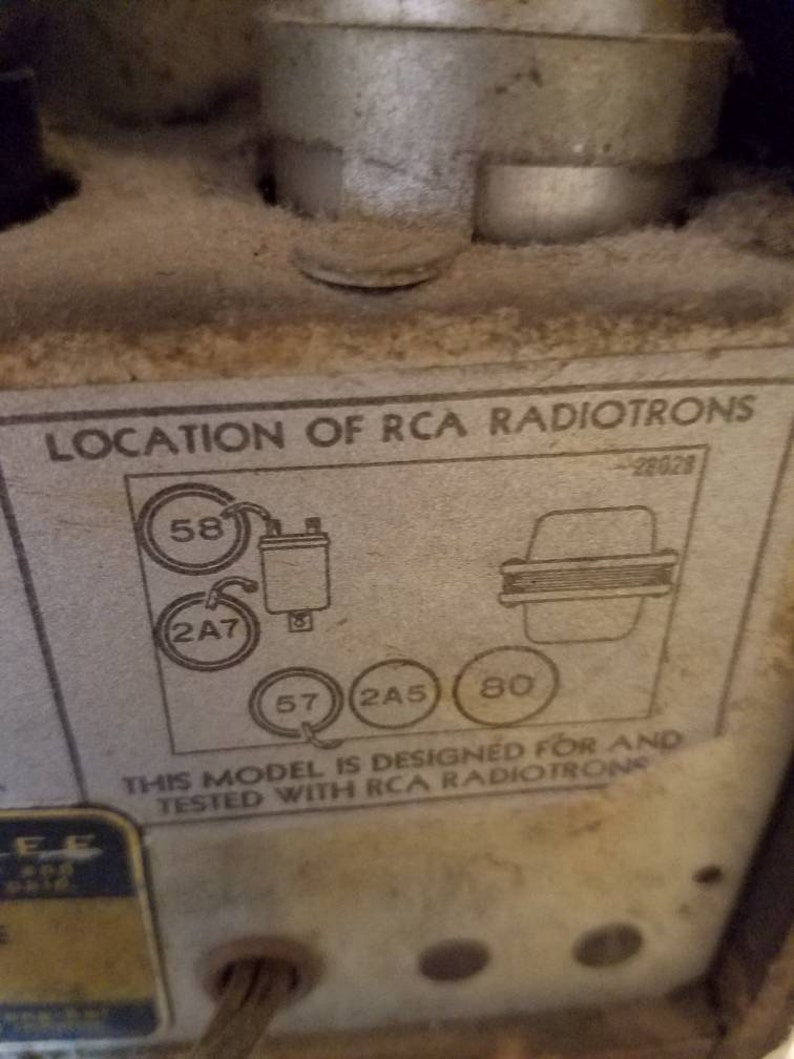 LOCATION OF RCA RADIOTRONS
28028
58
2A7
57 2A5 80
THIS MODEL IS DESIGNED FOR AND
TESTED WITH RCA RADIOTRONS